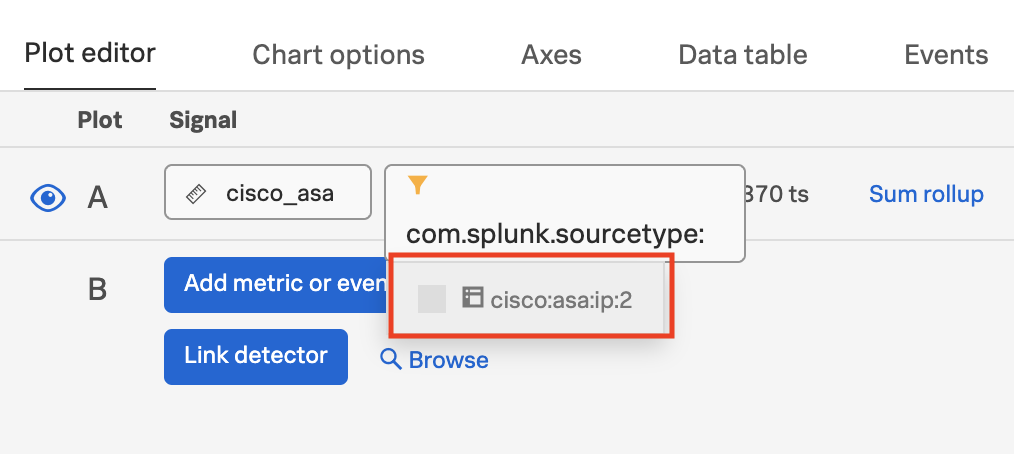 Plot editor Chart options Axes Data table Events
Plot Signal
A cisco_asa com.splunk.sourcetype: 370 ts Sum rollup
cisco:asa:ip:2
B Add metric or even
Link detector Browse